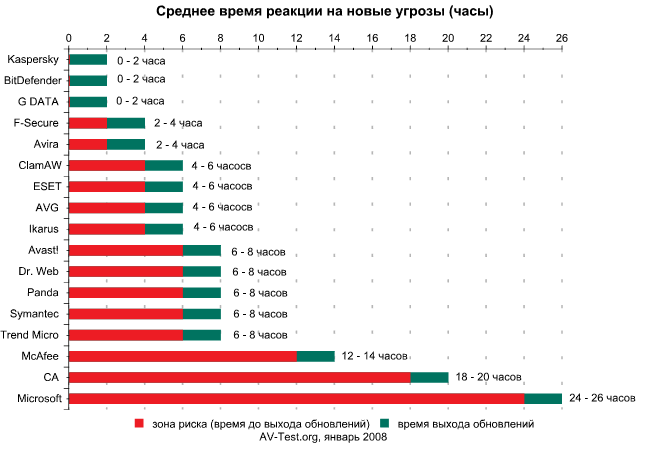 Среднее время реакции на новые угрозы (часы)
0 2 4 6 8 10 12 14 16 18 20 22 24 26
Kaspersky 0 - 2 часа
BitDefender 0 - 2 часа
G DATA 0 - 2 часа
F-Secure 2 - 4 часа
Avira 2 - 4 часа
ClamAW 4 - 6 часосв
ESET 4 - 6 часосв
AVG 4 - 6 часосв
Ikarus 4 - 6 часосв
Avast! 6 - 8 часов
Dr. Web 6 - 8 часов
Panda 6 - 8 часов
Symantec 6 - 8 часов
Trend Micro 6 - 8 часов
McAfee 12 - 14 часов
CA 18 - 20 часов
Microsoft 24 - 26 часов
зона риска (время до выхода обновлений) время выхода обновлений
AV-Test.org, январь 2008